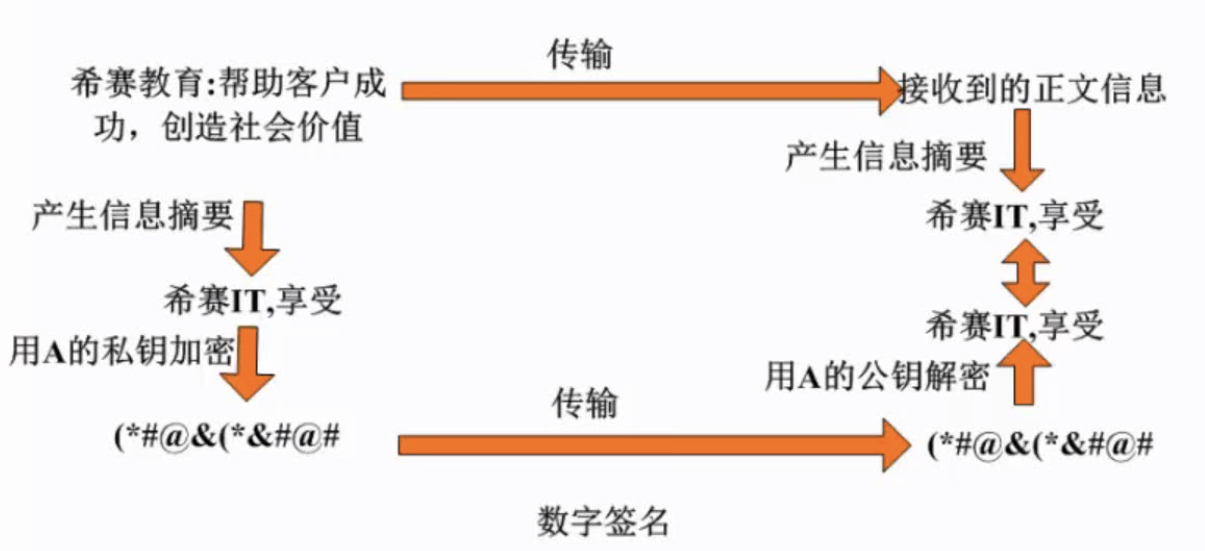 传输
希赛教育:帮助客户成
功，创造社会价值
接收到的正文信息
产生信息摘要
产生信息摘要
希赛IT,享受
希赛IT,享受
希赛IT,享受
用A的私钥加密
用A的公钥解密
传输
(*#@&(*&#@#
(*#@&(*&#@#
数字签名